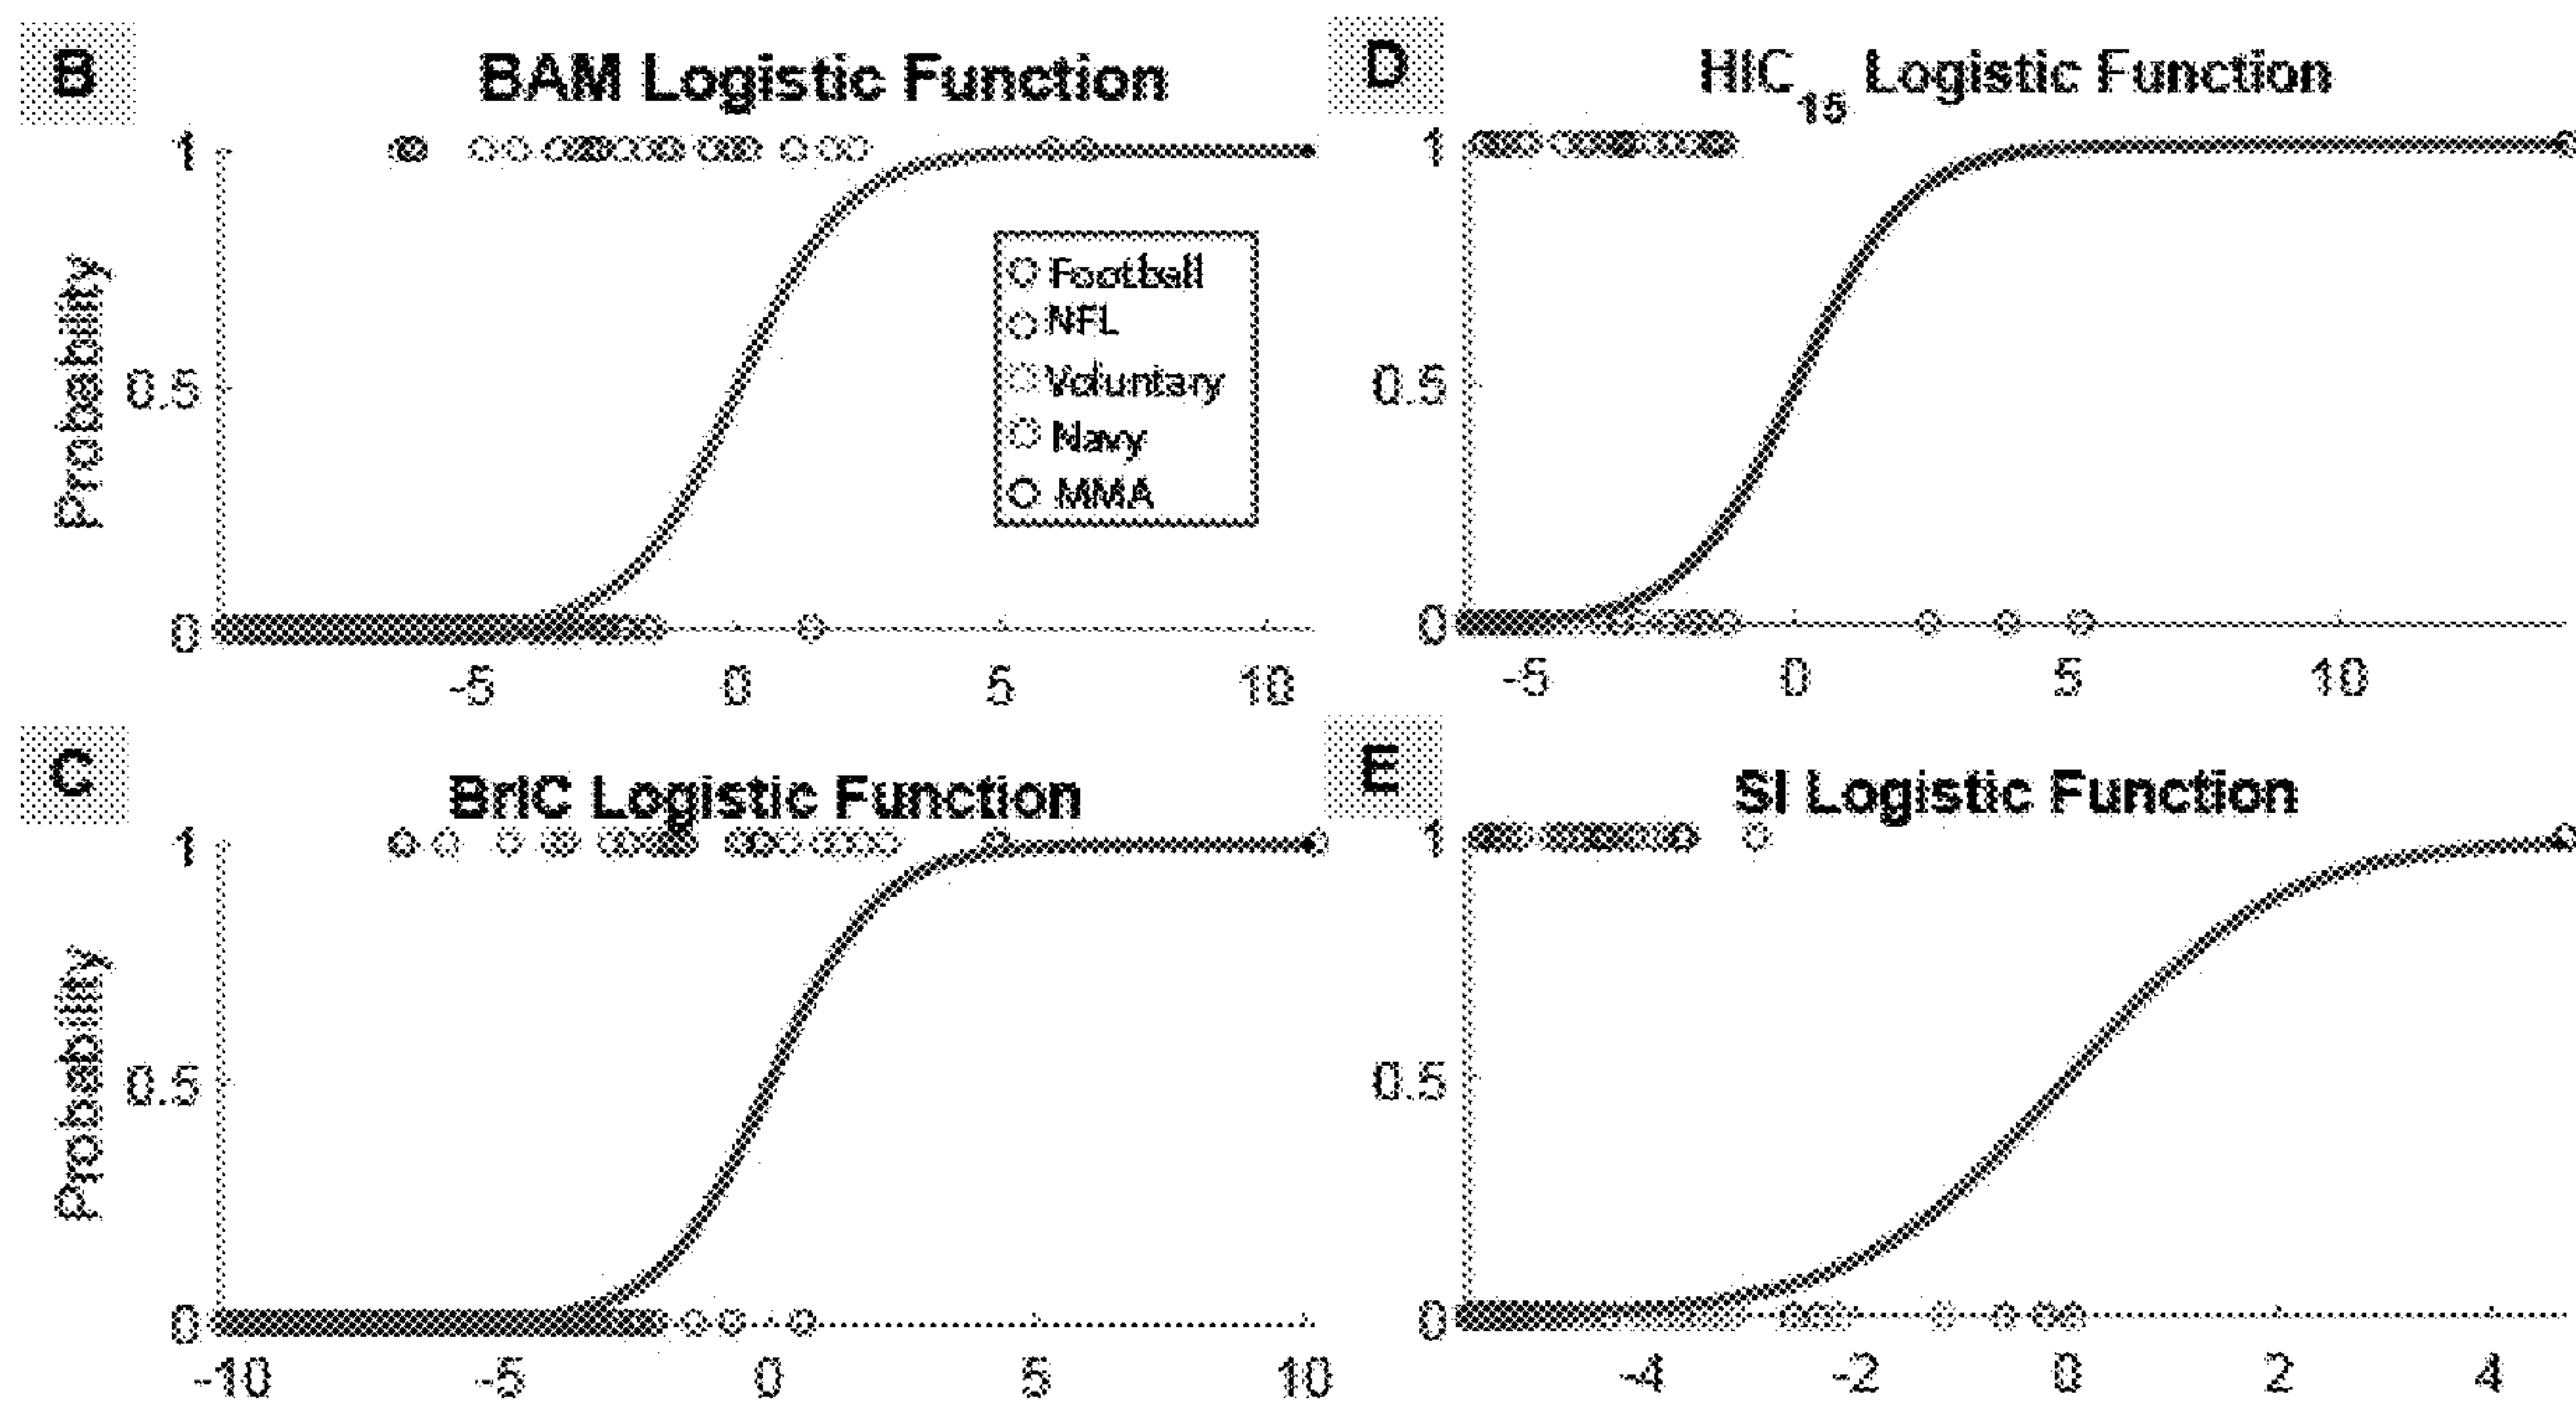 B
BAM Logistic Function
1
Probability
0.5
0
-5 0 5 10
Football
NFL
Voluntary
Navy
MMA
D
HIC15 Logistic Function
1
0.5
0
-5 0 5 10
C
BrIC Logistic Function
1
Probability
0.5
0
-10 -5 0 5 10
E
SI Logistic Function
1
0.5
0
-4 -2 0 2 4